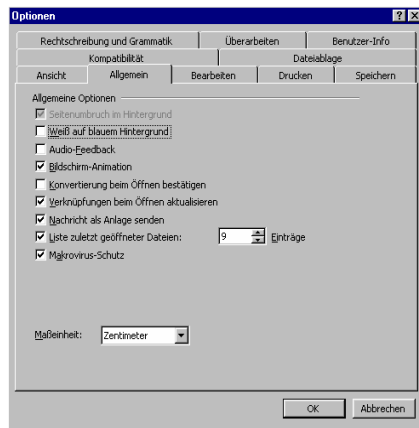 Optionen
Rechtschreibung und Grammatik Überarbeiten Benutzer-Info
Kompatibilität Dateiablage
Ansicht Allgemein Bearbeiten Drucken Speichern
Allgemeine Optionen
Seitenumbruch im Hintergrund
Weiß auf blauem Hintergrund
Audio-Feedback
Bildschirm-Animation
Konvertierung beim Öffnen bestätigen
Verknüpfungen beim Öffnen aktualisieren
Nachricht als Anlage senden
Liste zuletzt geöffneter Dateien: 9 Einträge
Makrovirus-Schutz
Maßeinheit: Zentimeter
OK Abbrechen